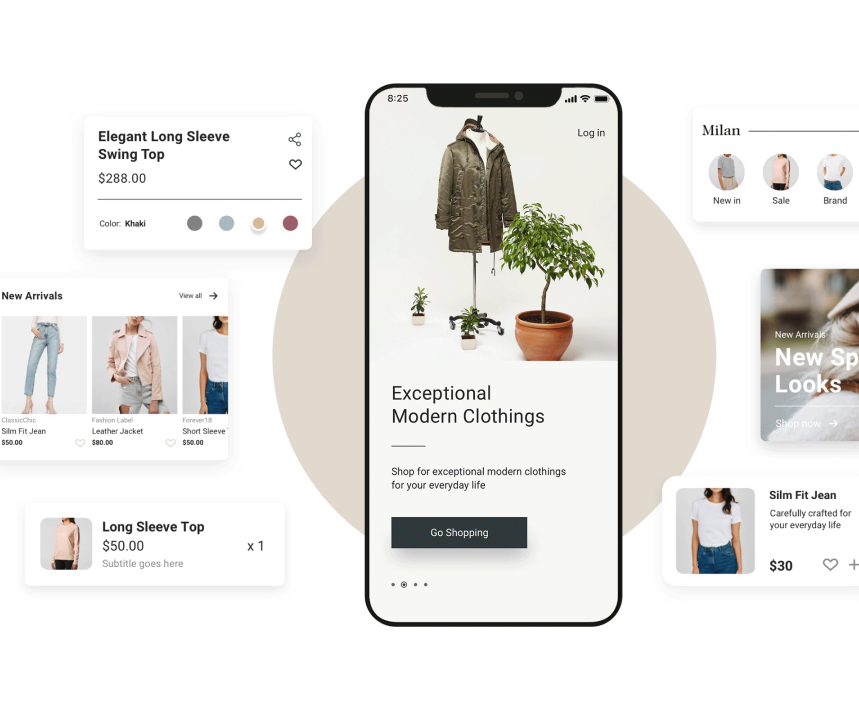 8:25
Log in
Exceptional
Modern Clothings
Shop for exceptional modern clothings
for your everyday life
Go Shopping
Elegant Long Sleeve
Swing Top
$288.00
Color: Khaki
New Arrivals
View all
ClassicChic
Silm Fit Jean
$50.00
Fashion Label
Leather Jacket
$80.00
Forever18
Short Sleeve
$50.00
Long Sleeve Top
$50.00
x 1
Subtitle goes here
Milan
New in
Sale
Brand
New Arrivals
New Sp
Looks
Shop now
Silm Fit Jean
Carefully crafted for
your everyday life
$30